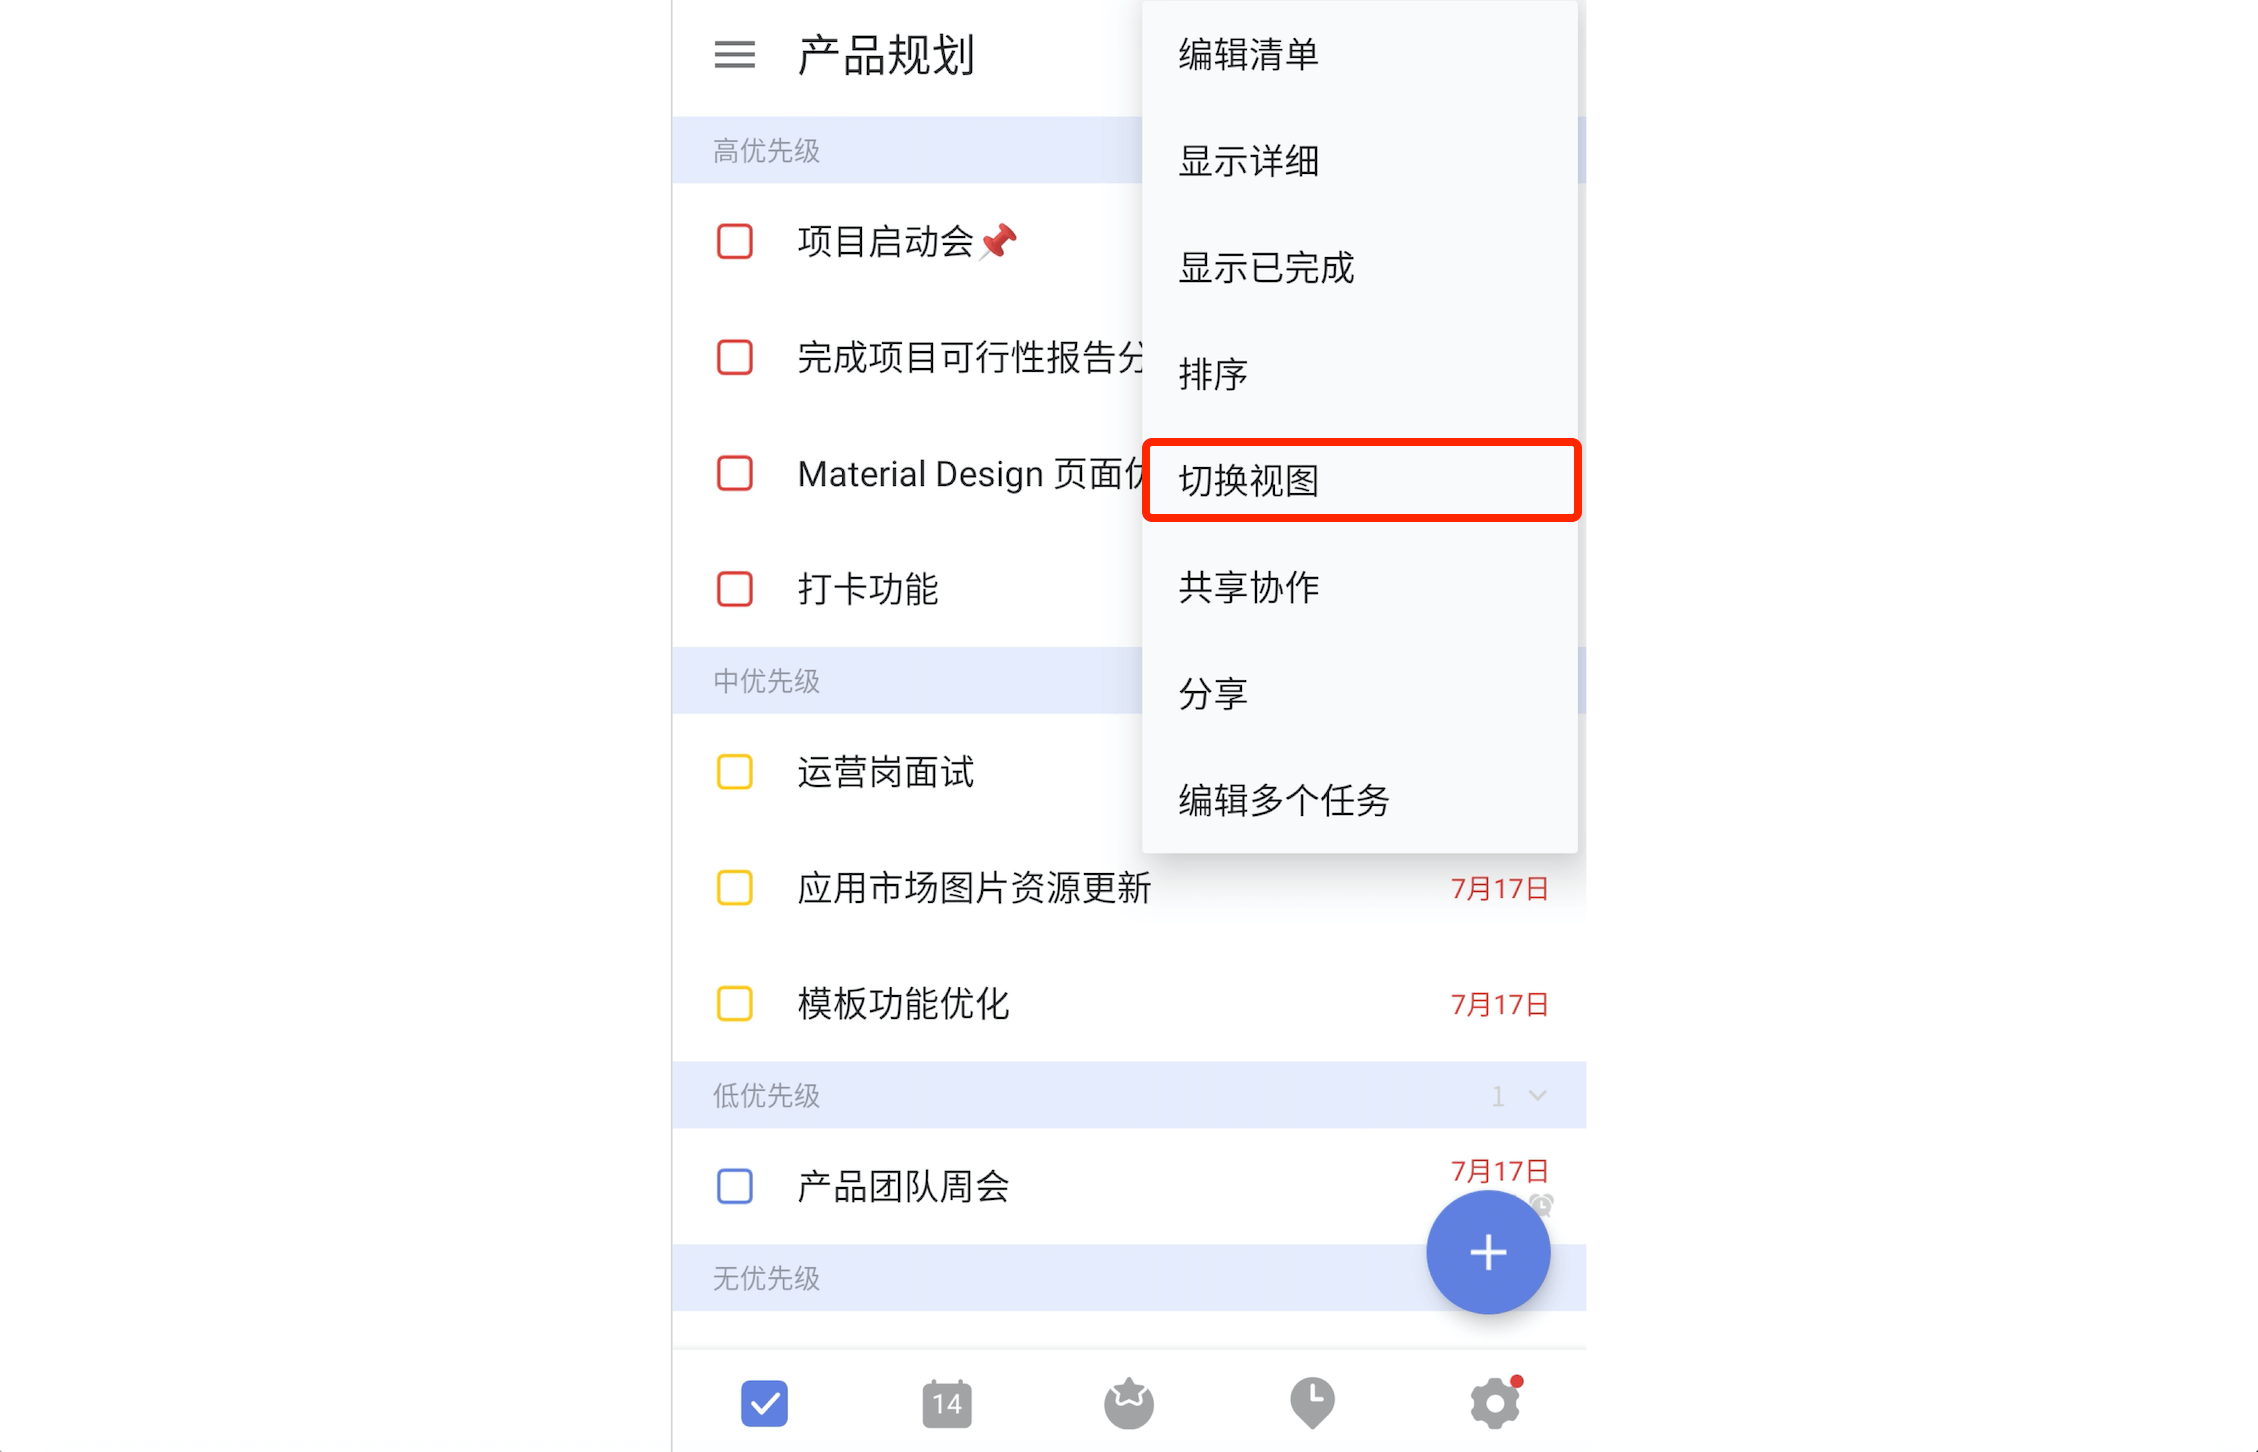 产品规划
高优先级
项目启动会
完成项目可行性报告分
Material Design 页面
打卡功能
中优先级
运营岗面试
应用市场图片资源更新
7月17日
模板功能优化
7月17日
低优先级
1
产品团队周会
7月17日
无优先级
14
编辑清单
显示详细
显示已完成
排序
切换视图
共享协作
分享
编辑多个任务